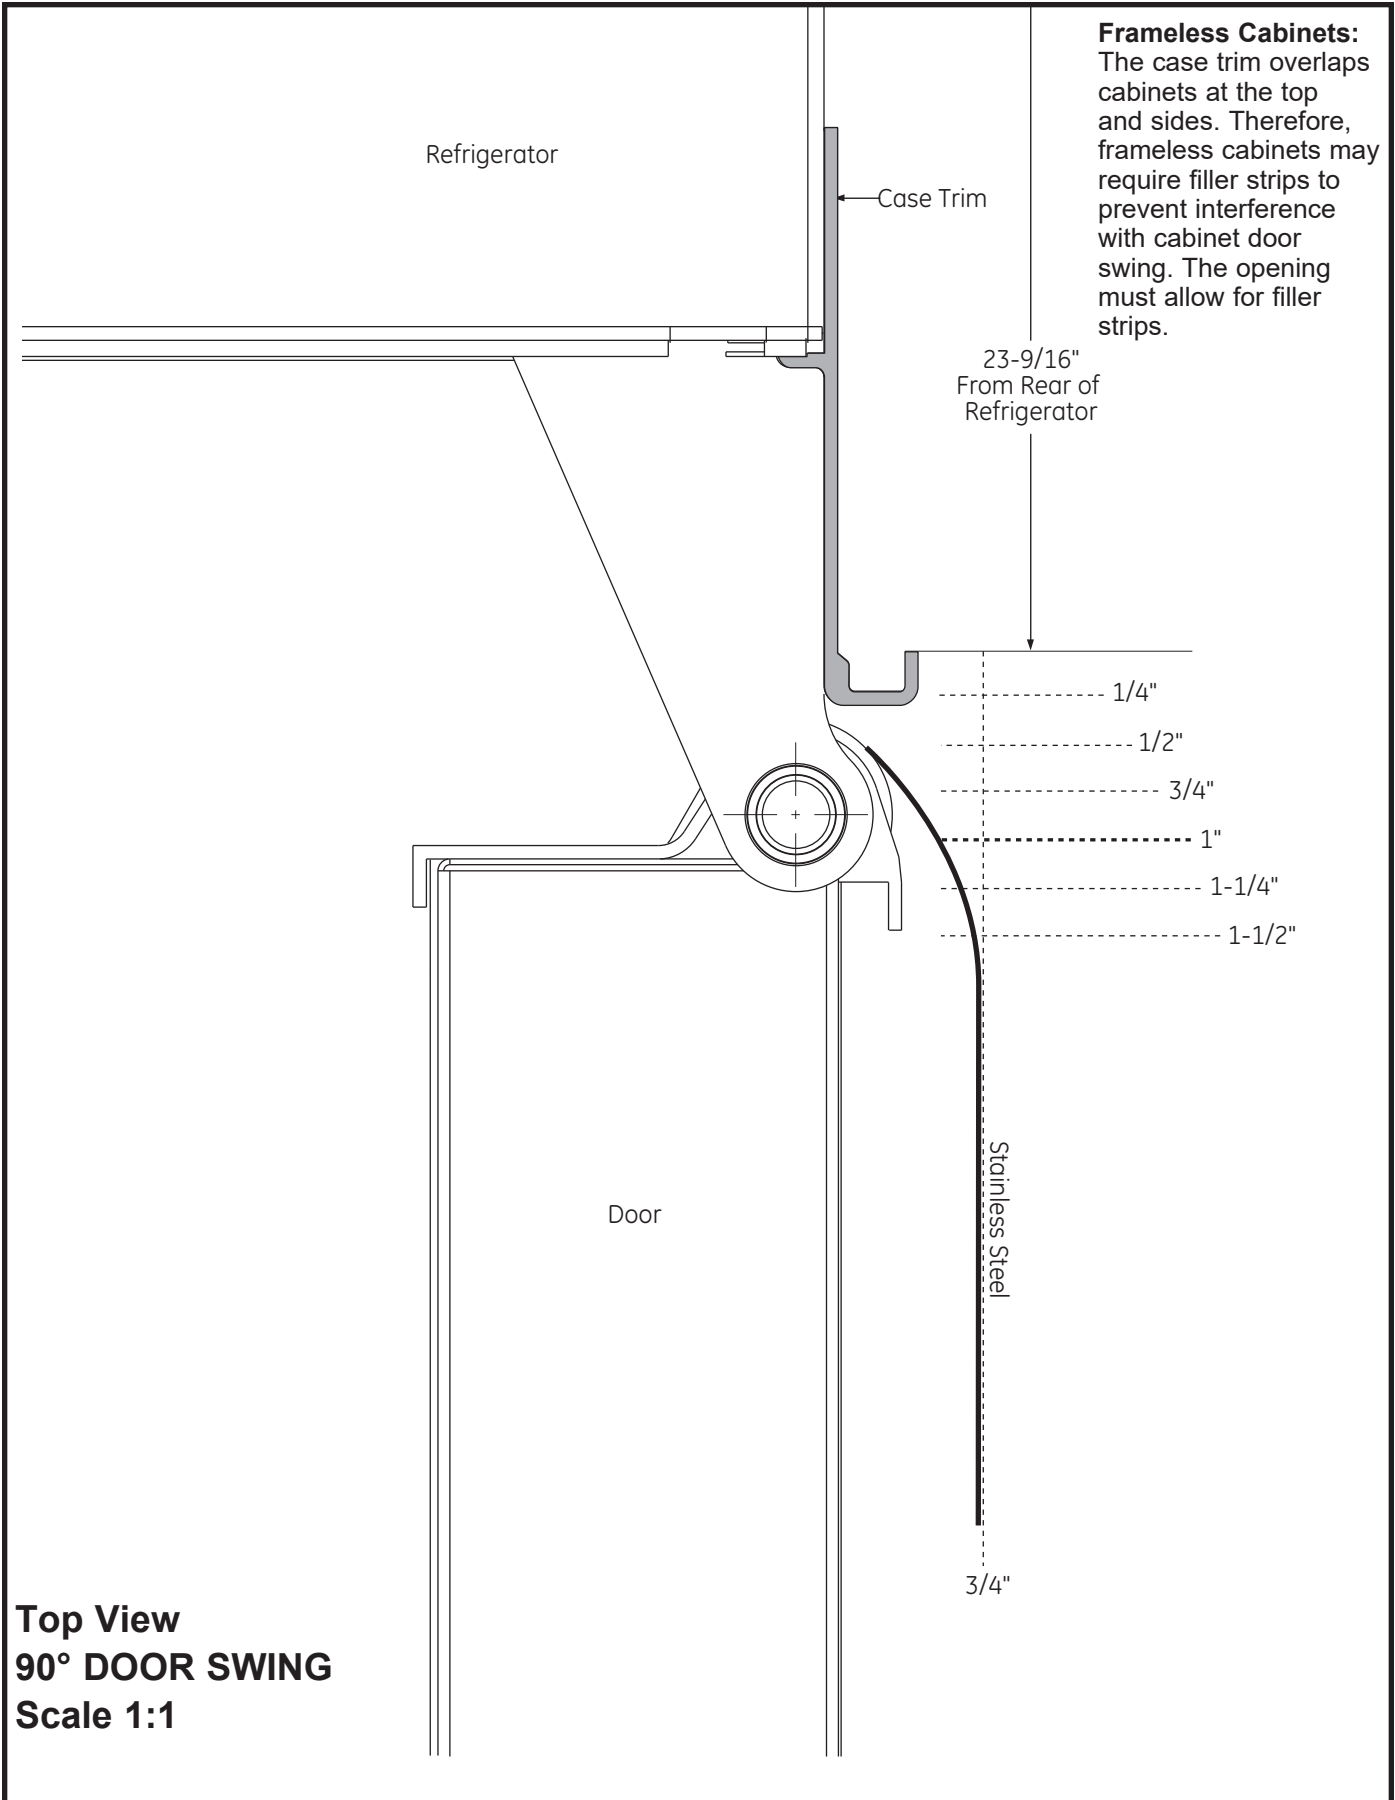 Frameless Cabinets:
The case trim overlaps
cabinets at the top
and sides. Therefore,
frameless cabinets may
require filler strips to
prevent interference
with cabinet door
swing. The opening
must allow for filler
strips.
Refrigerator
Case Trim
23-9/16"
From Rear of
Refrigerator
1/4"
1/2"
3/4"
1"
1-1/4"
1-1/2"
Stainless Steel
Door
3/4"
Top View
90° DOOR SWING
Scale 1:1